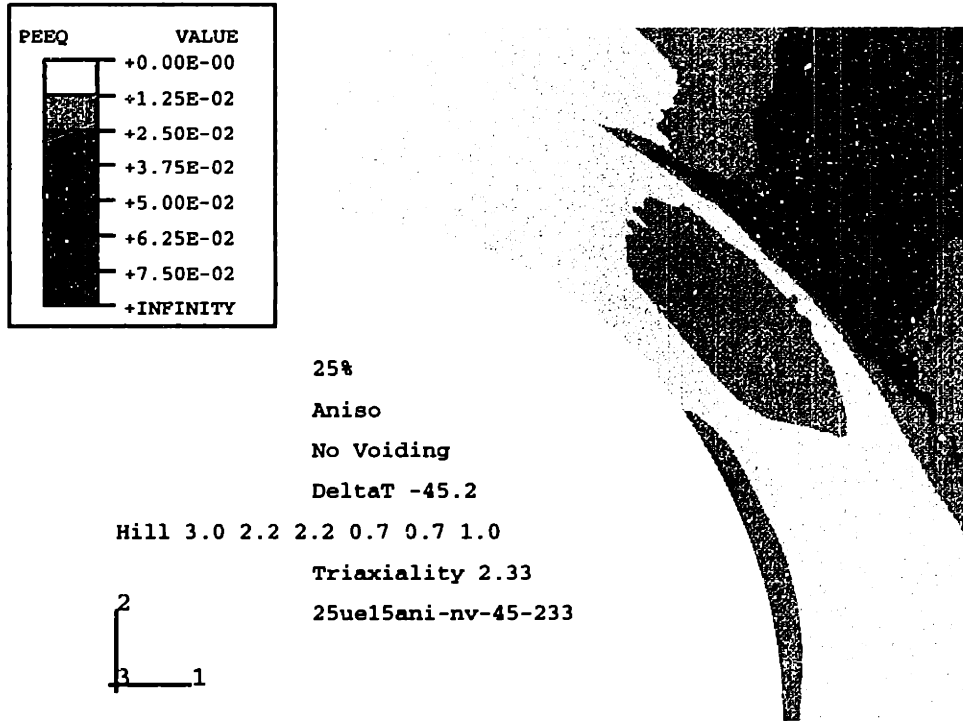 PEEQ VALUE
+0.00E-00
+1.25E-02
+2.50E-02
+3.75E-02
+5.00E-02
+6.25E-02
+7.50E-02
+INFINITY
25%
Aniso
No Voiding
DeltaT -45.2
Hill 3.0 2.2 2.2 0.7 0.7 1.0
Triaxiality 2.33
25ue15ani-nv-45-233
2
3 1